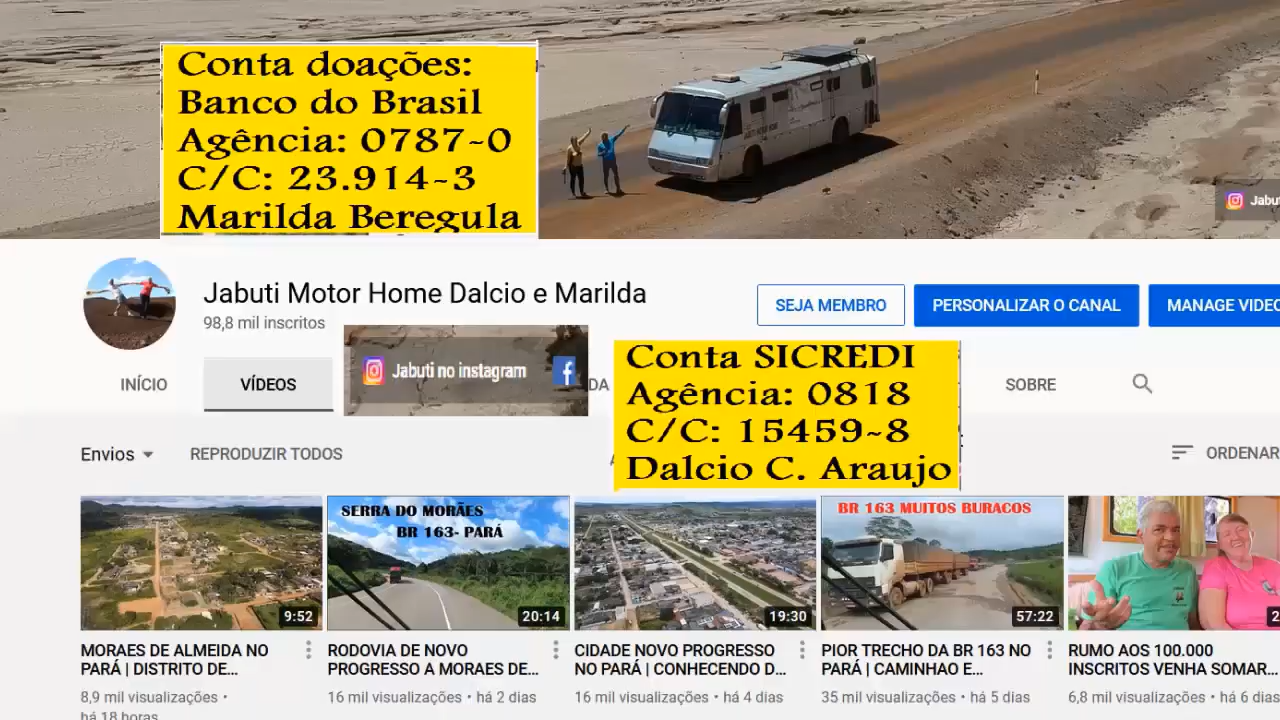 Conta doações:
Banco do Brasil
Agência: 0787-0
C/C: 23.914-3
Marilda Beregula
Jabu
Jabuti Motor Home Dalcio e Marilda
98,8 mil inscritos
SEJA MEMBRO
PERSONALIZAR O CANAL
MANAGE VIDEO
INÍCIO
VÍDEOS
Jabuti no instagram
DA
SOBRE
Conta SICREDI
Agência: 0818
C/C: 15459-8
Dalcio C. Araujo
Envios
REPRODUZIR TODOS
ORDENAR
SERRA DO MORÃES
BR 163- PARÁ
BR 163 MUITOS BURACOS
9:52
20:14
19:30
57:22
2
MORAES DE ALMEIDA NO
PARÁ | DISTRITO DE...
8,9 mil visualizações •
há 18 horas
RODOVIA DE NOVO
PROGRESSO A MORAES DE...
16 mil visualizações • há 2 dias
CIDADE NOVO PROGRESSO
NO PARÁ | CONHECENDO D...
16 mil visualizações • há 4 dias
PIOR TRECHO DA BR 163 NO
PARÁ | CAMINHAO E...
35 mil visualizações • há 5 dias
RUMO AOS 100.000
INSCRITOS VENHA SOMAR...
6,8 mil visualizações • há 6 dias